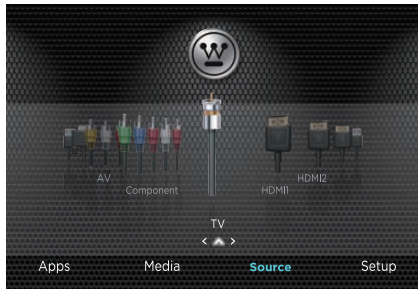 W
AV
HDMI2
Component
HDMI1
TV
< ^ >
Apps Media Source Setup